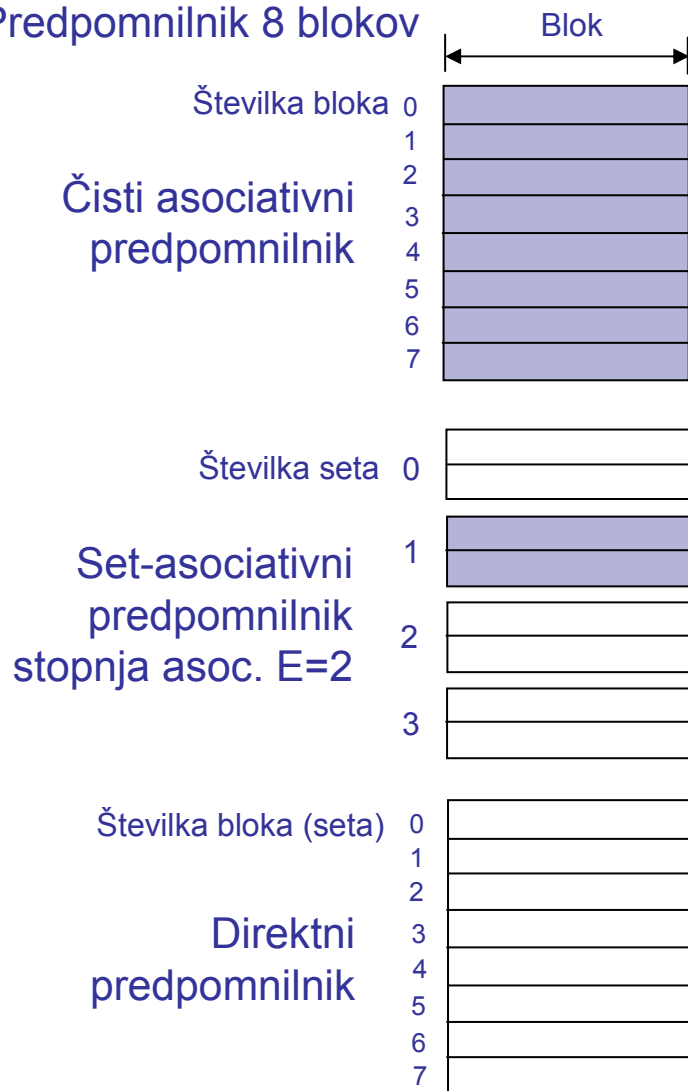 Predpomnilnik 8 blokov
Blok
Številka bloka 0
1
2
3
4
5
6
7
Čisti asociativni
predpomnilnik
Številka seta 0
1
2
3
Set-asociativni
predpomnilnik
stopnja asoc. E=2
Številka bloka (seta) 0
1
2
3
4
5
6
7
Direktni
predpomnilnik